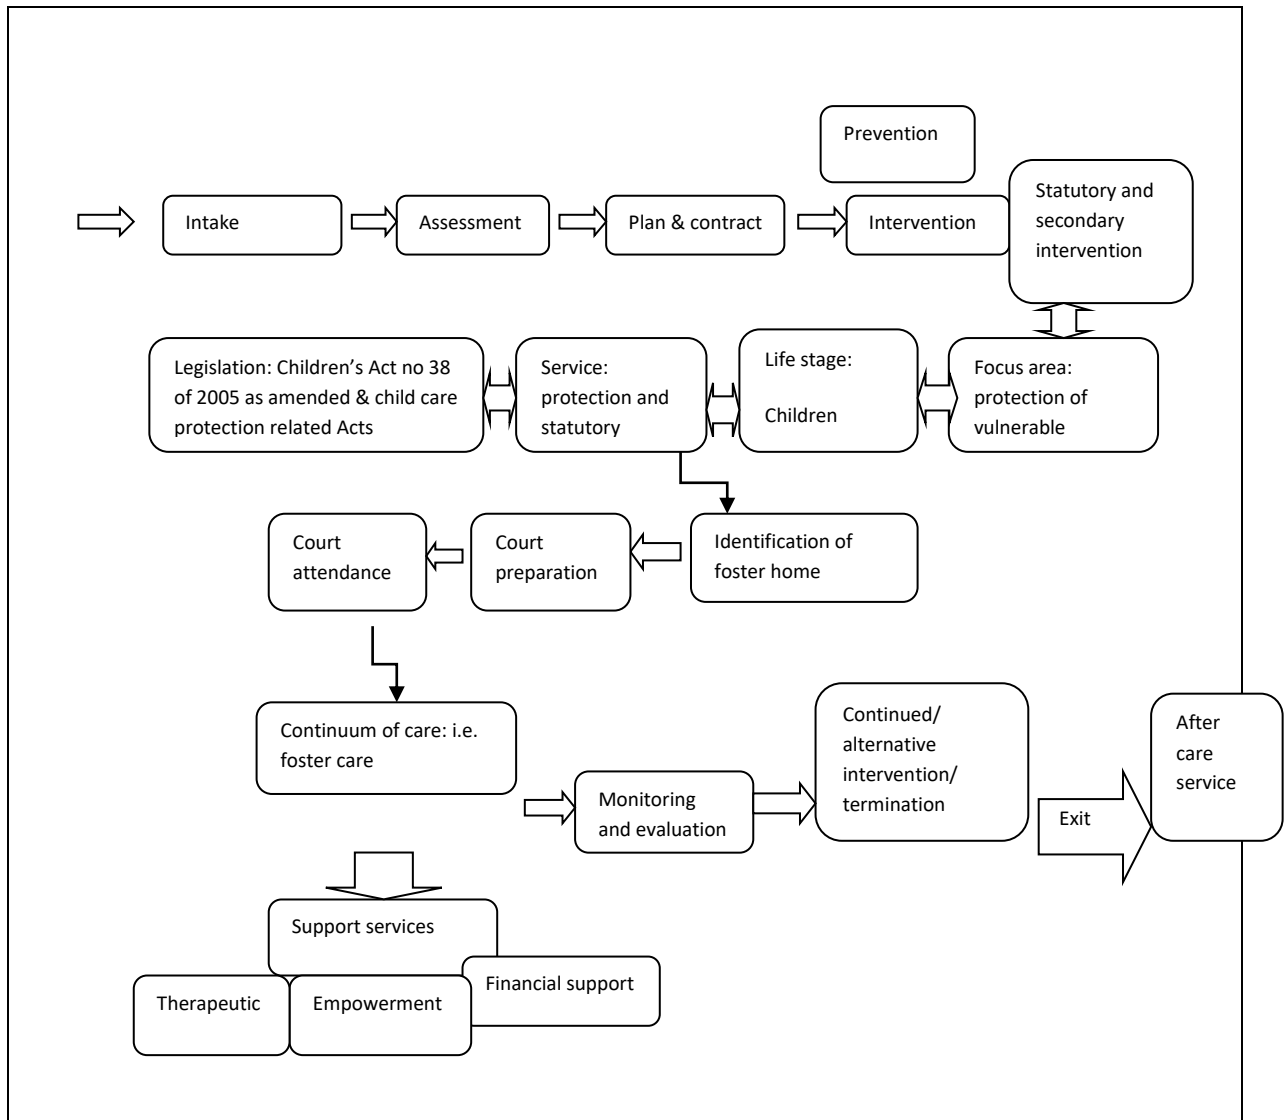 Prevention
Intake
Assessment
Plan & contract
Intervention
Statutory and
secondary
intervention
Legislation: Children’s Act no 38
of 2005 as amended & child care
protection related Acts
Service:
protection and
statutory
Life stage:
Children
Focus area:
protection of
vulnerable
Court
attendance
Court
preparation
Identification of
foster home
Continuum of care: i.e.
foster care
Monitoring
and evaluation
Continued/
alternative
intervention/
termination
Exit
After
care
service
Support services
Therapeutic
Empowerment
Financial support